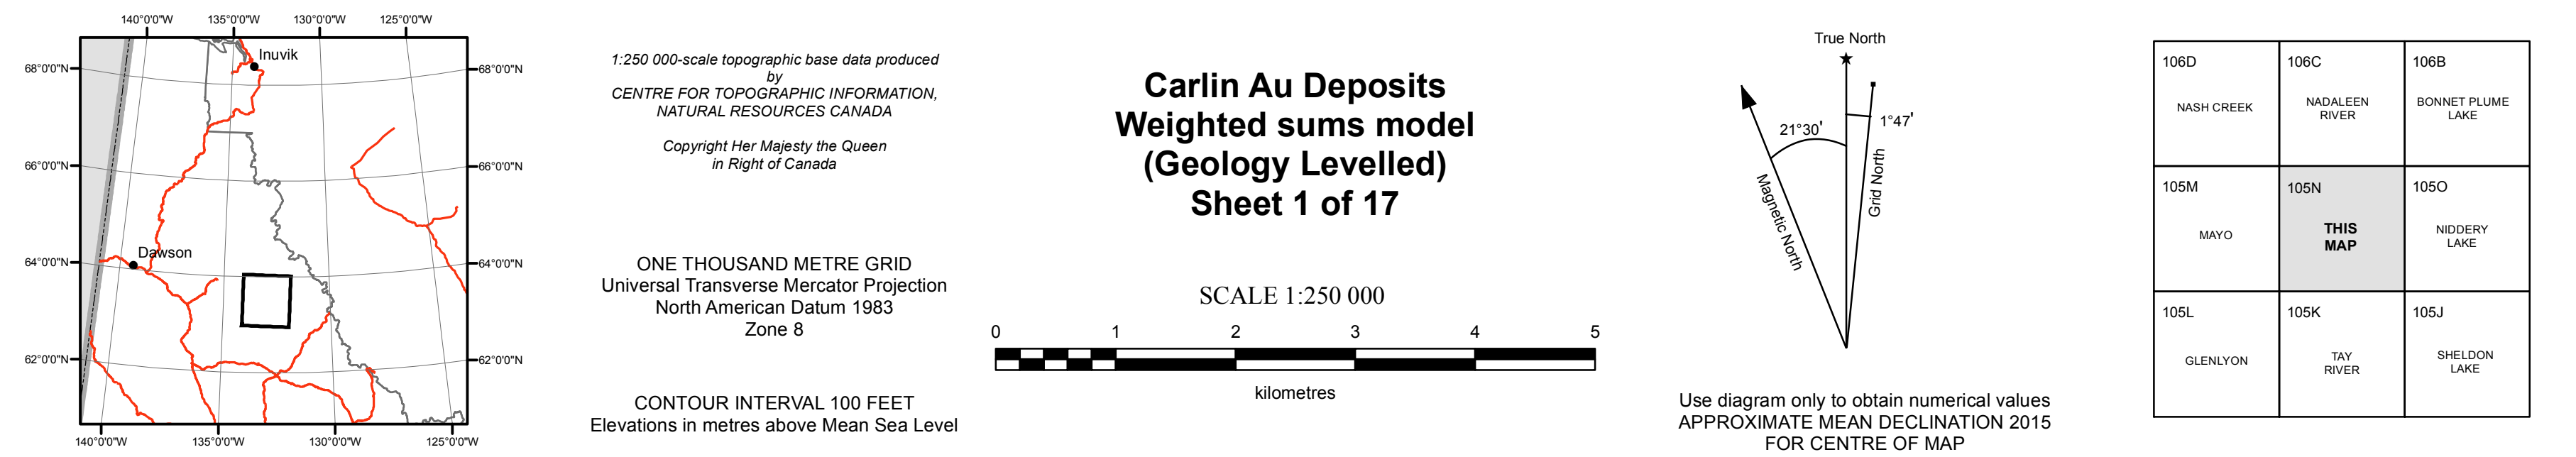 140°0'0"W 135°0'0"W 130°0'0"W 125°0'0"W
68°0'0"N
66°0'0"N
64°0'0"N
62°0'0"N
Inuvik
Dawson
68°0'0"N
66°0'0"N
64°0'0"N
62°0'0"N
140°0'0"W 135°0'0"W 130°0'0"W 125°0'0"W
1:250 000-scale topographic base data produced
by
CENTRE FOR TOPOGRAPHIC INFORMATION,
NATURAL RESOURCES CANADA
Copyright Her Majesty the Queen
in Right of Canada
ONE THOUSAND METRE GRID
Universal Transverse Mercator Projection
North American Datum 1983
Zone 8
CONTOUR INTERVAL 100 FEET
Elevations in metres above Mean Sea Level
Carlin Au Deposits
Weighted sums model
(Geology Levelled)
Sheet 1 of 17
SCALE 1:250 000
0 1 2 3 4 5
kilometres
True North
21°30'
1°47'
Magnetic North
Grid North
Use diagram only to obtain numerical values
APPROXIMATE MEAN DECLINATION 2015
FOR CENTRE OF MAP
106D
NASH CREEK
106C
NADALEEN
RIVER
106B
BONNET PLUME
LAKE
105M
MAYO
105N
THIS
MAP
105O
NIDDERY
LAKE
105L
GLENLYON
105K
TAY
RIVER
105J
SHELDON
LAKE